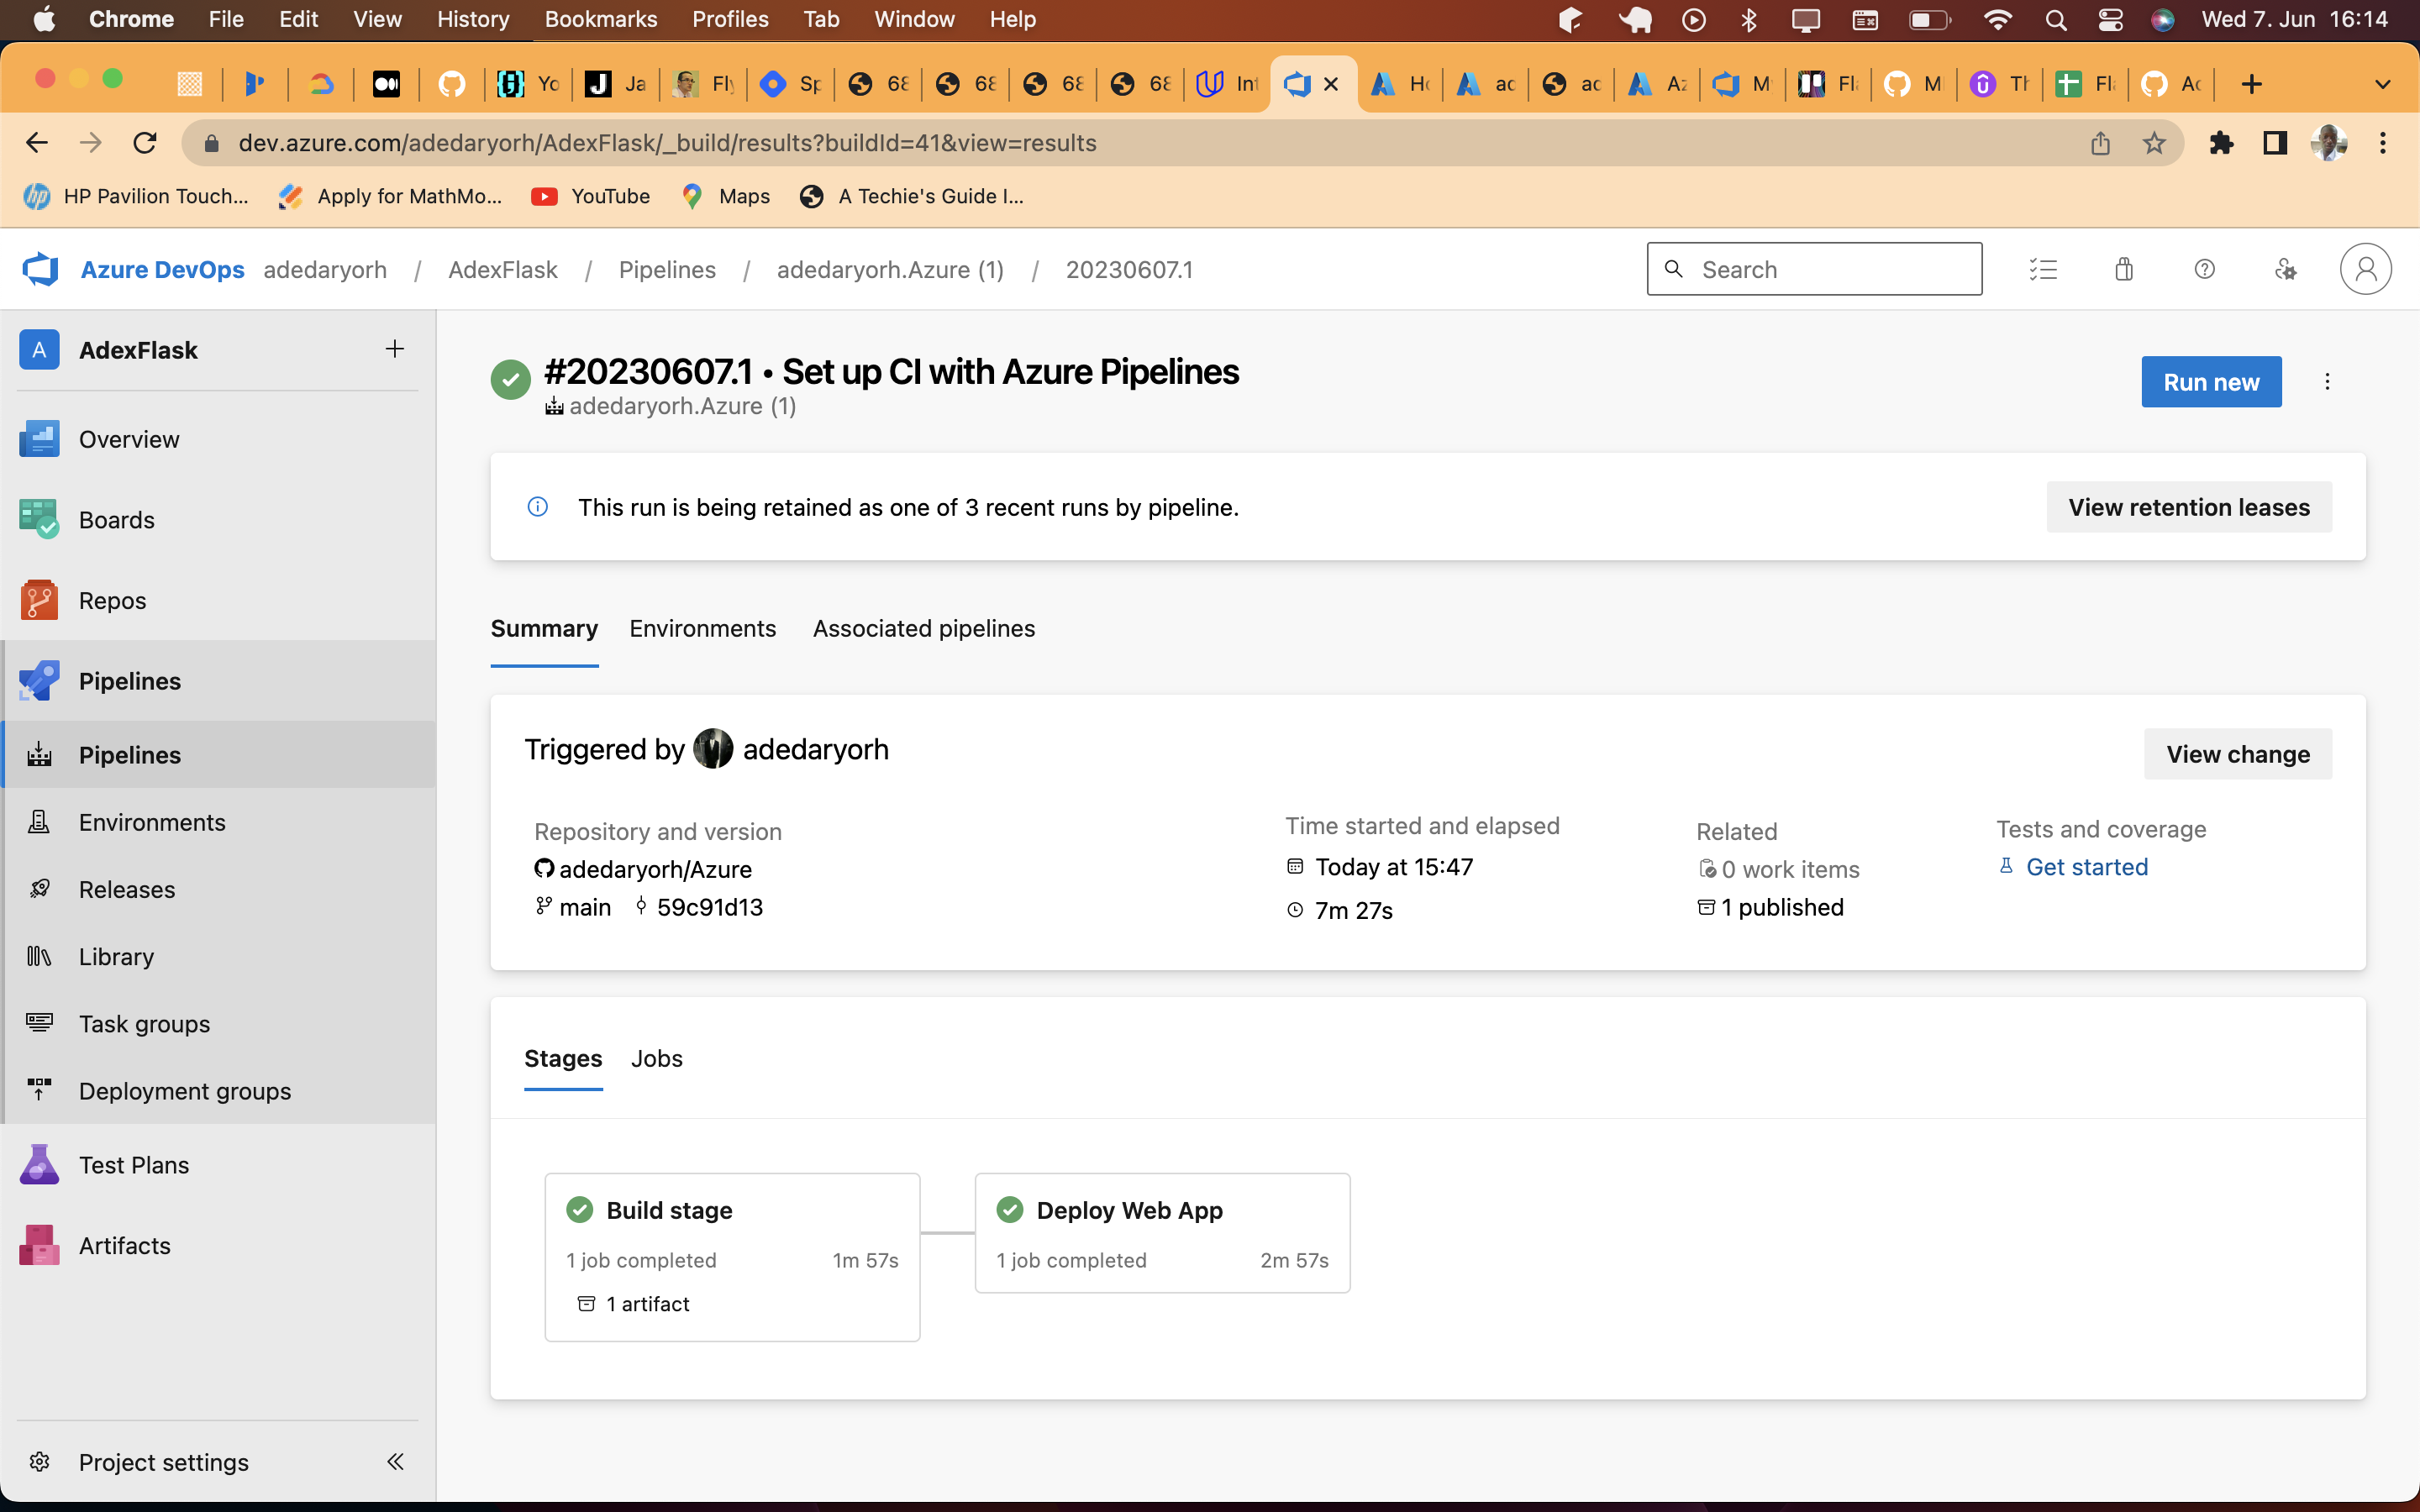 Chrome File Edit View History Bookmarks Profiles Tab Window Help Wed 7. Jun 16:14
Yo Ja Fly Sp 68 68 68 68 Int Ho ad ad Az M Fla M Th Fl Ac
dev.azure.com/adedaryorh/AdexFlask/_build/results?buildId=41&view=results
HP Pavilion Touch... Apply for MathMo... YouTube Maps A Techie's Guide I...
Azure DevOps adedaryorh / AdexFlask / Pipelines / adedaryorh.Azure (1) / 20230607.1 Search
A AdexFlask
Overview
Boards
Repos
Pipelines
Pipelines
Environments
Releases
Library
Task groups
Deployment groups
Test Plans
Artifacts
Project settings
#20230607.1 • Set up CI with Azure Pipelines
adedaryorh.Azure (1)
Run new
This run is being retained as one of 3 recent runs by pipeline.
View retention leases
Summary Environments Associated pipelines
Triggered by adedaryorh
View change
Repository and version
adedaryorh/Azure
main 59c91d13
Time started and elapsed
Today at 15:47
7m 27s
Related
0 work items
1 published
Tests and coverage
Get started
Stages Jobs
Build stage
1 job completed 1m 57s
1 artifact
Deploy Web App
1 job completed 2m 57s